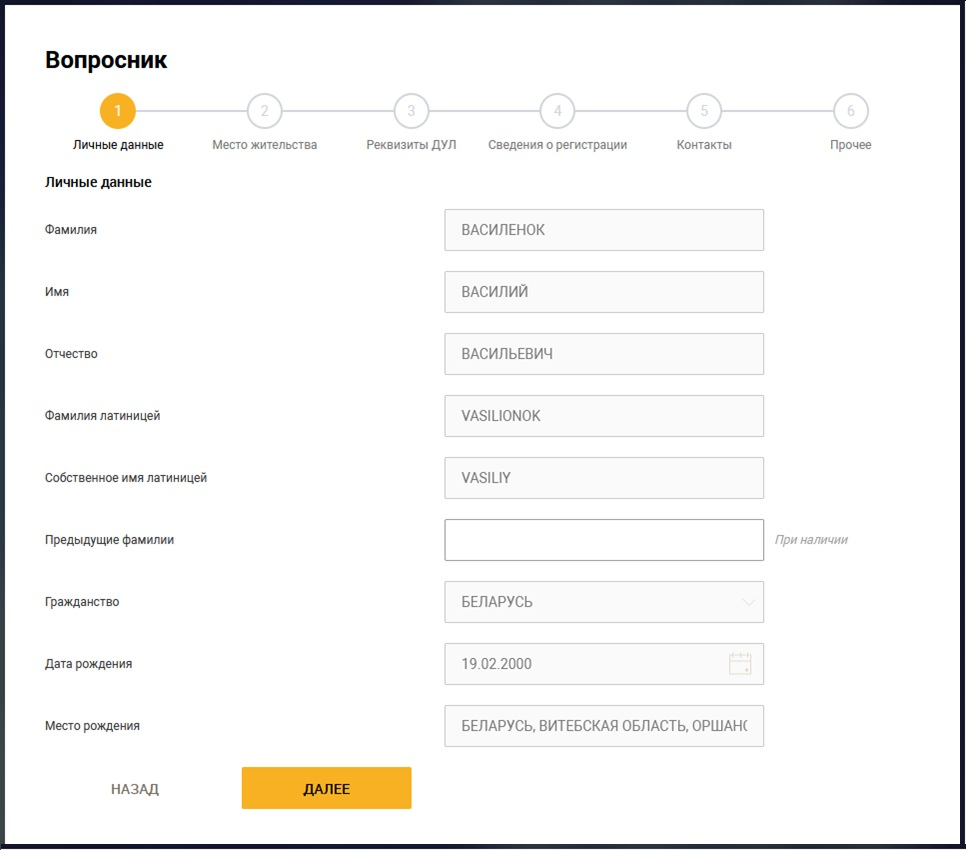 Вопросник
1 2 3 4 5 6
Личные данные Место жительства Реквизиты ДУЛ Сведения о регистрации Контакты Прочее
Личные данные
Фамилия ВАСИЛЕНОК
Имя ВАСИЛИЙ
Отчество ВАСИЛЬЕВИЧ
Фамилия латиницей VASILIONOK
Собственное имя латиницей VASILIY
Предыдущие фамилии При наличии
Гражданство БЕЛАРУСЬ
Дата рождения 19.02.2000
Место рождения БЕЛАРУСЬ, ВИТЕБСКАЯ ОБЛАСТЬ, ОРШАНС
НАЗАД ДАЛЕЕ